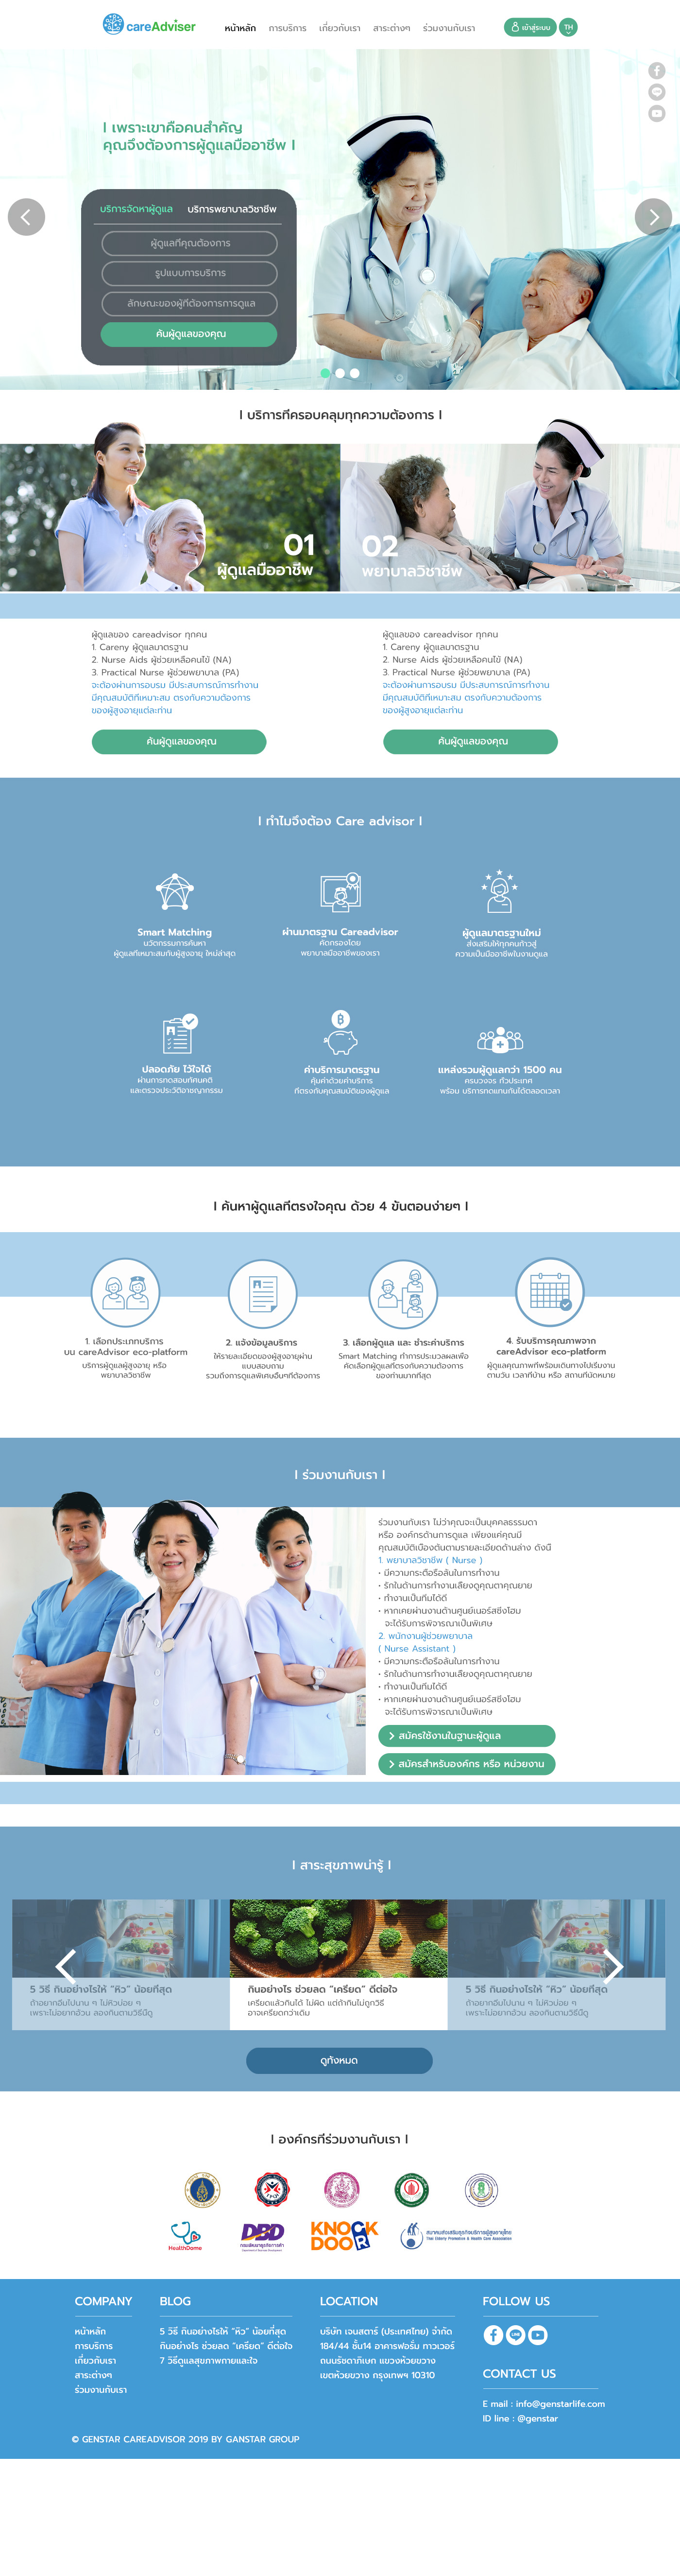 careAdviser
หน้าหลัก
การบริการ
เกี่ยวกับเรา
สาระต่างๆ
ร่วมงานกับเรา
เข้าสู่ระบบ
TH
I เพราะเขาคือคนสำคัญ
คุณจึงต้องการผู้ดูแลมืออาชีพ I
บริการจัดหาผู้ดูแล
บริการพยาบาลวิชาชีพ
ผู้ดูแลที่คุณต้องการ
รูปแบบการบริการ
ลักษณะของผู้ที่ต้องการการดูแล
ค้นผู้ดูแลของคุณ
I บริการที่ครอบคลุมทุกความต้องการ I
01
ผู้ดูแลมืออาชีพ
02
พยาบาลวิชาชีพ
ผู้ดูแลของ careadvisor ทุกคน
1. Careny ผู้ดูแลมาตรฐาน
2. Nurse Aids ผู้ช่วยเหลือคนไข้ (NA)
3. Practical Nurse ผู้ช่วยพยาบาล (PA)
จะต้องผ่านการอบรม มีประสบการณ์การทำงาน
มีคุณสมบัติที่เหมาะสม ตรงกับความต้องการ
ของผู้สูงอายุแต่ละท่าน
ค้นผู้ดูแลของคุณ
ผู้ดูแลของ careadvisor ทุกคน
1. Careny ผู้ดูแลมาตรฐาน
2. Nurse Aids ผู้ช่วยเหลือคนไข้ (NA)
3. Practical Nurse ผู้ช่วยพยาบาล (PA)
จะต้องผ่านการอบรม มีประสบการณ์การทำงาน
มีคุณสมบัติที่เหมาะสม ตรงกับความต้องการ
ของผู้สูงอายุแต่ละท่าน
ค้นผู้ดูแลของคุณ
I ทำไมจึงต้อง Care advisor I
Smart Matching
นวัตกรรมการค้นหา
ผู้ดูแลที่เหมาะสมกับผู้สูงอายุ ใหม่ล่าสุด
ผ่านมาตรฐาน Careadvisor
คัดกรองโดย
พยาบาลมืออาชีพของเรา
ผู้ดูแลมาตรฐานใหม่
ส่งเสริมให้ทุกคนก้าวสู่
ความเป็นมืออาชีพในงานดูแล
ปลอดภัย ไว้ใจได้
ผ่านการทดสอบทัศนคติ
และตรวจประวัติอาชญากรรม
ค่าบริการมาตรฐาน
คุ้มค่าด้วยค่าบริการ
ที่ตรงกับคุณสมบัติของผู้ดูแล
แหล่งรวมผู้ดูแลกว่า 1500 คน
ครบวงจร ทั่วประเทศ
พร้อม บริการทดแทนกันได้ตลอดเวลา
I ค้นหาผู้ดูแลที่ตรงใจคุณ ด้วย 4 ขั้นตอนง่ายๆ I
1. เลือกประเภทบริการ
บน careAdvisor eco-platform
บริการผู้ดูแลผู้สูงอายุ หรือ
พยาบาลวิชาชีพ
2. แจ้งข้อมูลบริการ
ให้รายละเอียดของผู้สูงอายุผ่าน
แบบสอบถาม
รวมถึงการดูแลพิเศษอื่นๆที่ต้องการ
3. เลือกผู้ดูแล และ ชำระค่าบริการ
Smart Matching ทำการประมวลผลเพื่อ
คัดเลือกผู้ดูแลที่ตรงกับความต้องการ
ของท่านมากที่สุด
4. รับบริการคุณภาพจาก
careAdvisor eco-platform
ผู้ดูแลคุณภาพที่พร้อมเดินทางไปเริ่มงาน
ตามวัน เวลาที่บ้าน หรือ สถานที่นัดหมาย
I ร่วมงานกับเรา I
ร่วมงานกับเรา ไม่ว่าคุณจะเป็นบุคคลธรรมดา
หรือ องค์กรด้านการดูแล เพียงแค่คุณมี
คุณสมบัติเบื้องต้นตามรายละเอียดด้านล่าง ดังนี้
1. พยาบาลวิชาชีพ ( Nurse )
• มีความกระตือรือล้นในการทำงาน
• รักในด้านการทำงานเลี้ยงดูคุณตาคุณยาย
• ทำงานเป็นทีมได้ดี
• หากเคยผ่านงานด้านศูนย์เนอร์สซิ่งโฮม
จะได้รับการพิจารณาเป็นพิเศษ
2. พนักงานผู้ช่วยพยาบาล
( Nurse Assistant )
• มีความกระตือรือล้นในการทำงาน
• รักในด้านการทำงานเลี้ยงดูคุณตาคุณยาย
• ทำงานเป็นทีมได้ดี
• หากเคยผ่านงานด้านศูนย์เนอร์สซิ่งโฮม
จะได้รับการพิจารณาเป็นพิเศษ
สมัครใช้งานในฐานะผู้ดูแล
สมัครสำหรับองค์กร หรือ หน่วยงาน
I สาระสุขภาพน่ารู้ I
5 วิธี กินอย่างไรให้ "หิว" น้อยที่สุด
ถ้าอยากอิ่มไปนาน ๆ ไม่หิวบ่อย ๆ
เพราะไม่อยากอ้วน ลองกินตามวิธีนี้ดู
กินอย่างไร ช่วยลด "เครียด" ดีต่อใจ
เครียดแล้วกินได้ ไม่ผิด แต่ถ้ากินไม่ถูกวิธี
อาจเครียดกว่าเดิม
5 วิธี กินอย่างไรให้ "หิว" น้อยที่สุด
ถ้าอยากอิ่มไปนาน ๆ ไม่หิวบ่อย ๆ
เพราะไม่อยากอ้วน ลองกินตามวิธีนี้ดู
ดูทั้งหมด
I องค์กรที่ร่วมงานกับเรา I
HealthDome
DBD
กรมพัฒนาธุรกิจการค้า
KNOCK
DOOR
สมาคมส่งเสริมธุรกิจบริการผู้สูงอายุไทย
Thai Elderly Promotion & Health Care Association
COMPANY
หน้าหลัก
การบริการ
เกี่ยวกับเรา
สาระต่างๆ
ร่วมงานกับเรา
BLOG
5 วิธี กินอย่างไรให้ "หิว" น้อยที่สุด
กินอย่างไร ช่วยลด "เครียด" ดีต่อใจ
7 วิธีดูแลสุขภาพกายและใจ
LOCATION
บริษัท เจนสตาร์ (ประเทศไทย) จำกัด
184/44 ชั้น14 อาคารฟอรั่ม ทาวเวอร์
ถนนรัชดาภิเษก แขวงห้วยขวาง
เขตห้วยขวาง กรุงเทพฯ 10310
FOLLOW US
CONTACT US
E mail : info@genstarlife.com
ID line : @genstar
© GENSTAR CAREADVISOR 2019 BY GANSTAR GROUP